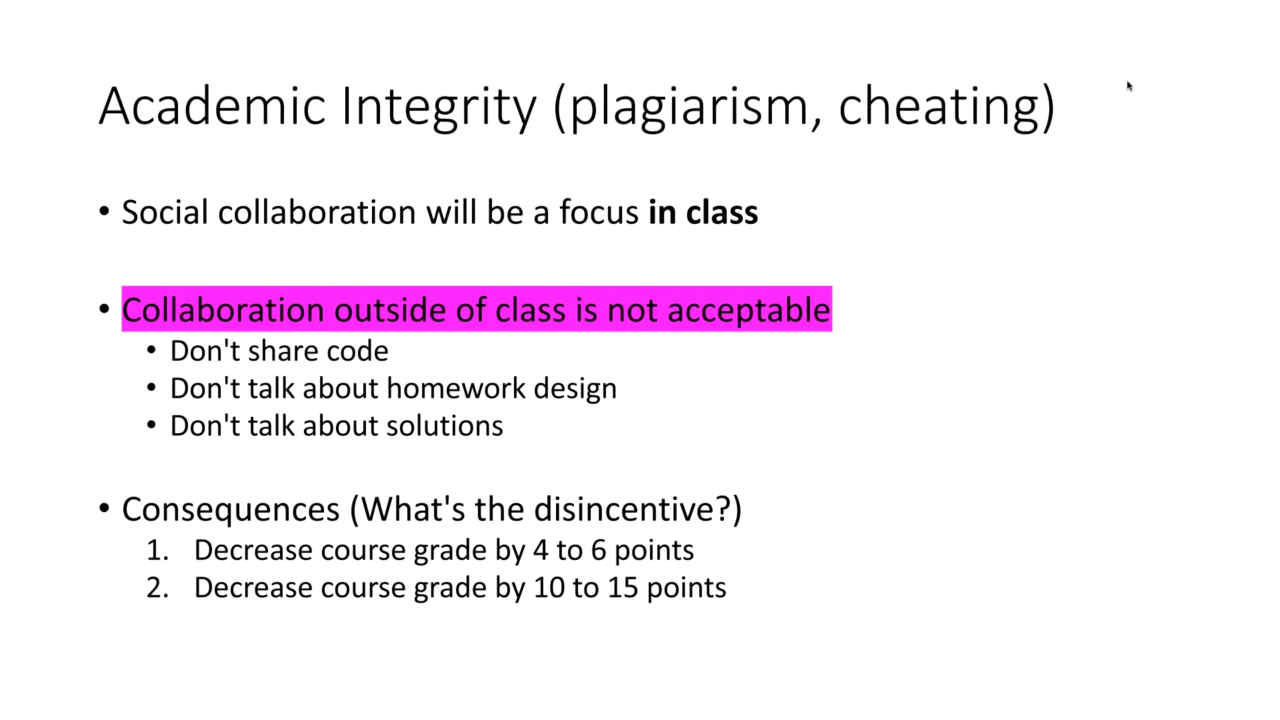 Academic Integrity (plagiarism, cheating)
• Social collaboration will be a focus in class
• Collaboration outside of class is not acceptable
• Don't share code
• Don't talk about homework design
• Don't talk about solutions
• Consequences (What's the disincentive?)
1. Decrease course grade by 4 to 6 points
2. Decrease course grade by 10 to 15 points